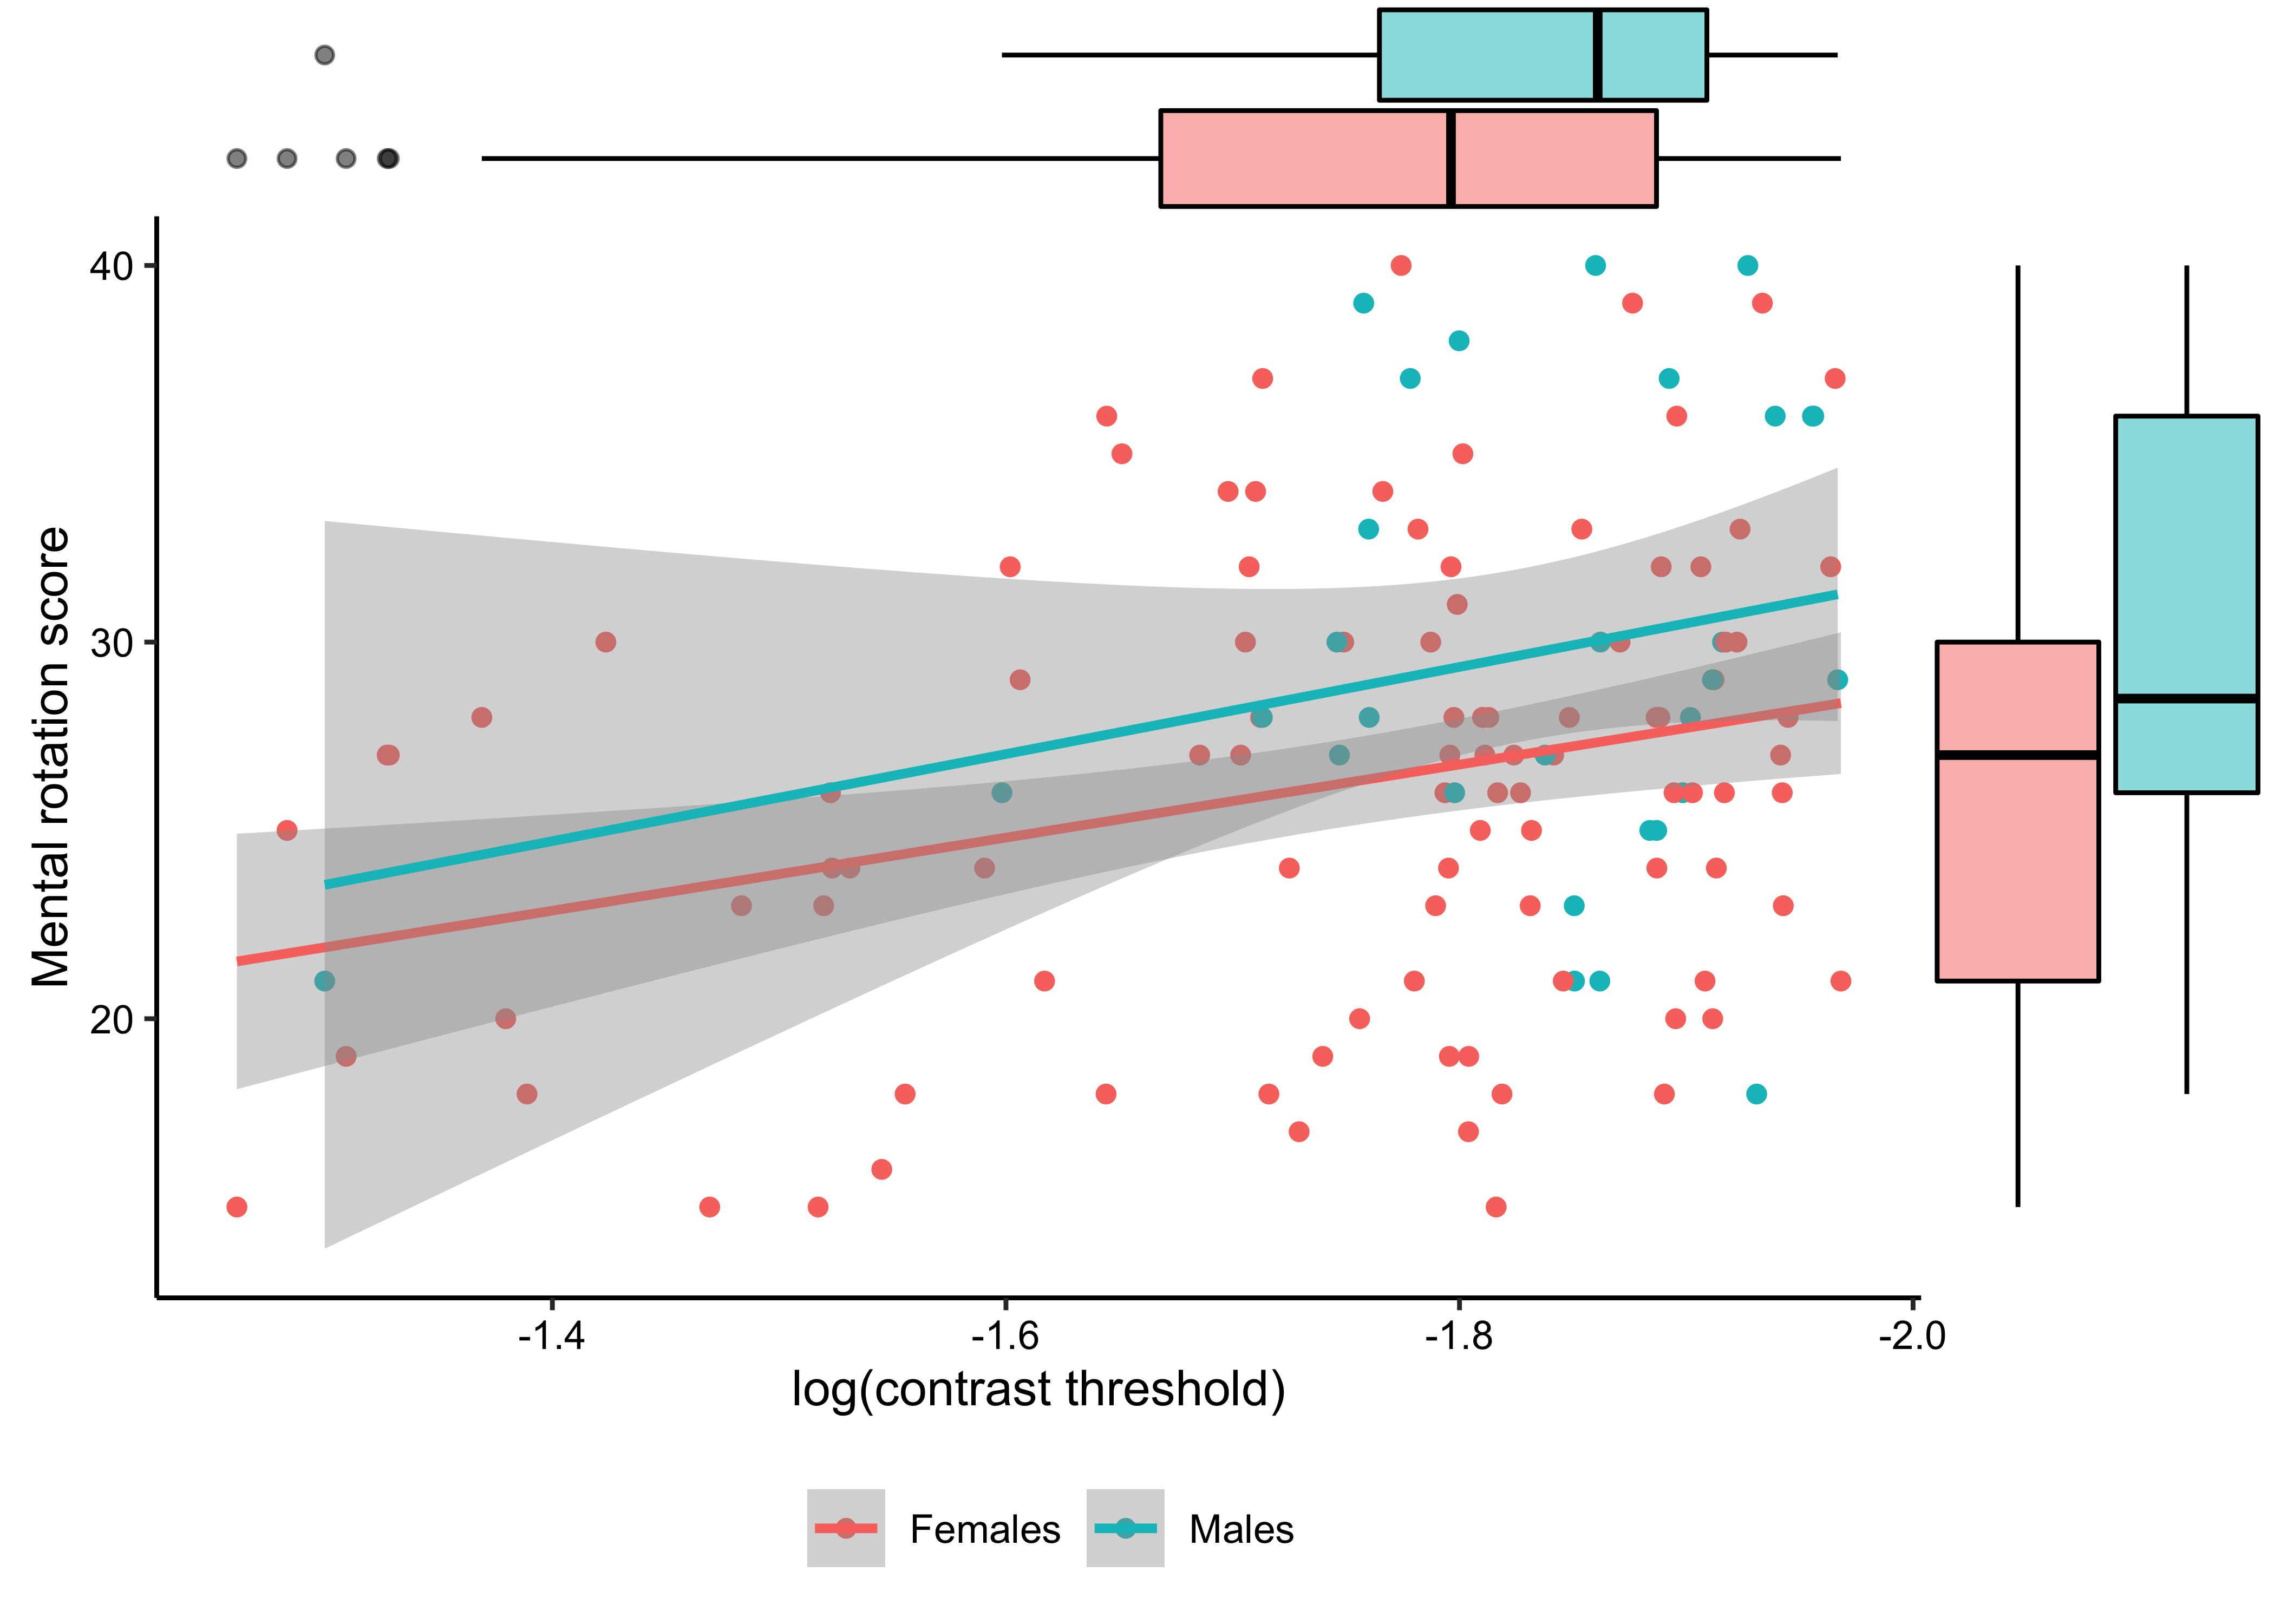 40
30
20
Mental rotation score
-1.4 -1.6 -1.8 -2.0
log(contrast threshold)
Females Males